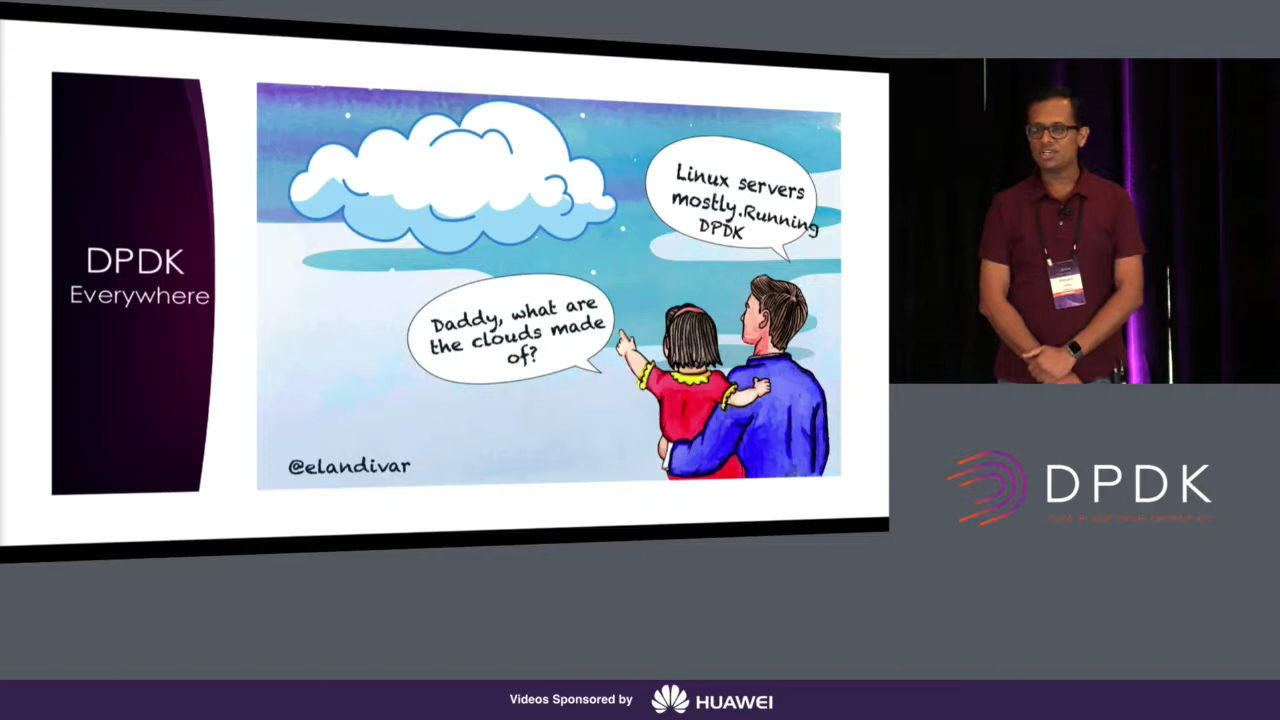 DPDK
Everywhere
Linux servers
mostly.Running
DPDK
Daddy, what are
the clouds made
of?
@elandivar
DPDK
Videos Sponsored by
HUAWEI